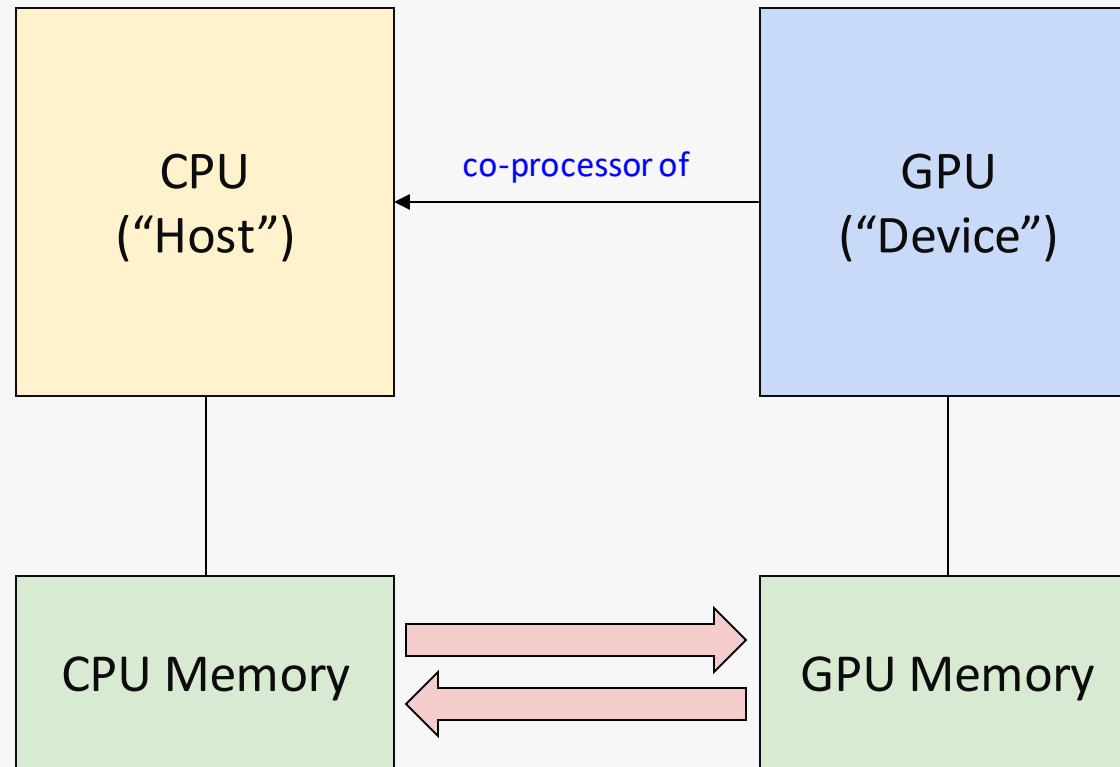 CPU
(“Host”)
co-processor of
GPU
(“Device”)
CPU Memory
GPU Memory